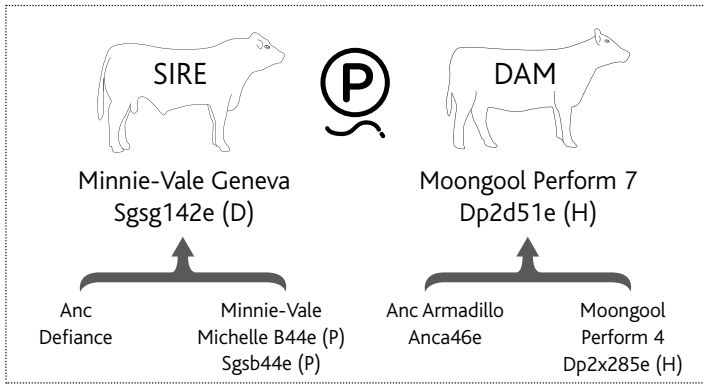 SIRE
P
DAM
Minnie-Vale Geneva
Sgsg142e (D)
Moongool Perform 7
Dp2d51e (H)
Anc
Defiance
Minnie-Vale
Michelle B44e (P)
Sgsb44e (P)
Anc Armadillo
Anca46e
Moongool
Perform 4
Dp2x285e (H)